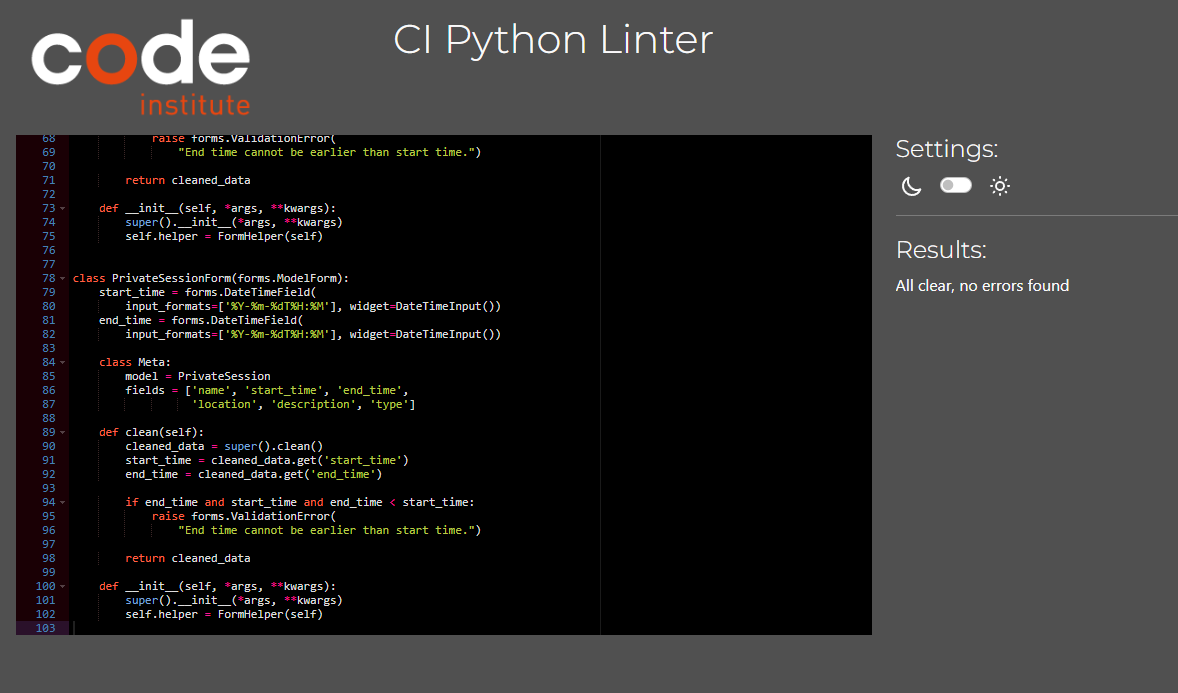 code
institute
CI Python Linter
68 raise forms.ValidationError(
69 "End time cannot be earlier than start time.")
70
71 return cleaned_data
72
73 def __init__(self, *args, **kwargs):
74 super().__init__(*args, **kwargs)
75 self.helper = FormHelper(self)
76
77
78 class PrivateSessionForm(forms.ModelForm):
79 start_time = forms.DateTimeField(
80 input_formats=['%Y-%m-%dT%H:%M'], widget=DateTimeInput())
81 end_time = forms.DateTimeField(
82 input_formats=['%Y-%m-%dT%H:%M'], widget=DateTimeInput())
83
84 class Meta:
85 model = PrivateSession
86 fields = ['name', 'start_time', 'end_time',
87 'location', 'description', 'type']
88
89 def clean(self):
90 cleaned_data = super().clean()
91 start_time = cleaned_data.get('start_time')
92 end_time = cleaned_data.get('end_time')
93
94 if end_time and start_time and end_time < start_time:
95 raise forms.ValidationError(
96 "End time cannot be earlier than start time.")
97
98 return cleaned_data
99
100 def __init__(self, *args, **kwargs):
101 super().__init__(*args, **kwargs)
102 self.helper = FormHelper(self)
103
Settings:
Results:
All clear, no errors found